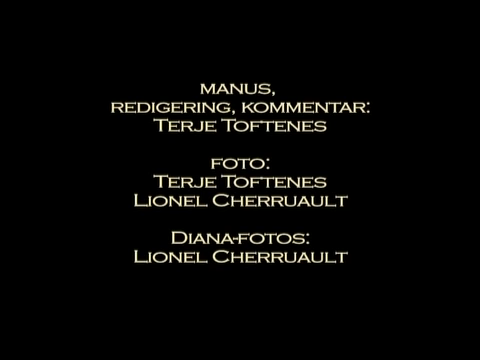 MANUS,
REDIGERING, KOMMENTAR:
TERJE TOFTENES
FOTO:
TERJE TOFTENES
LIONEL CHERRUAULT
DIANA-FOTOS:
LIONEL CHERRUAULT